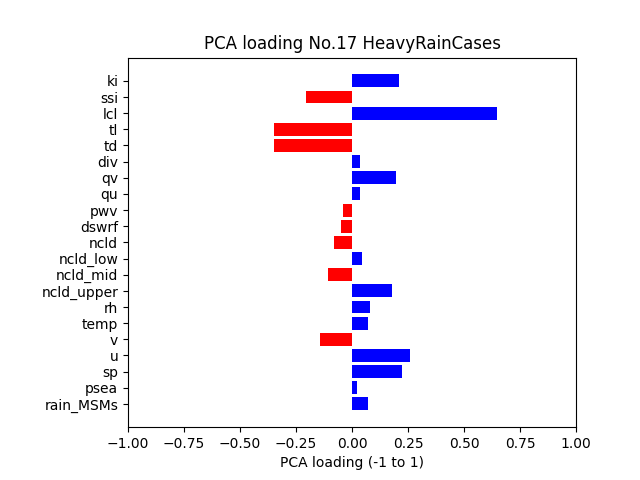 PCA loading No.17 HeavyRainCases
ki
ssi
lcl
tl
td
div
qv
qu
pwv
dswrf
ncld
ncld_low
ncld_mid
ncld_upper
rh
temp
v
u
sp
psea
rain_MSMs
−1.00 −0.75 −0.50 −0.25 0.00 0.25 0.50 0.75 1.00
PCA loading (-1 to 1)